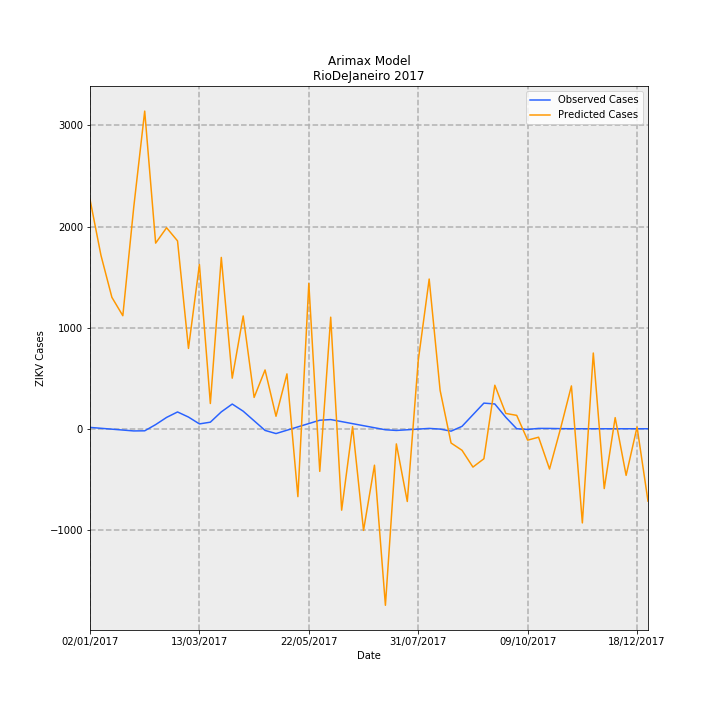 Arimax Model
RioDeJaneiro 2017
Observed Cases
Predicted Cases
3000
2000
1000
0
−1000
ZIKV Cases
02/01/2017 13/03/2017 22/05/2017 31/07/2017 09/10/2017 18/12/2017
Date